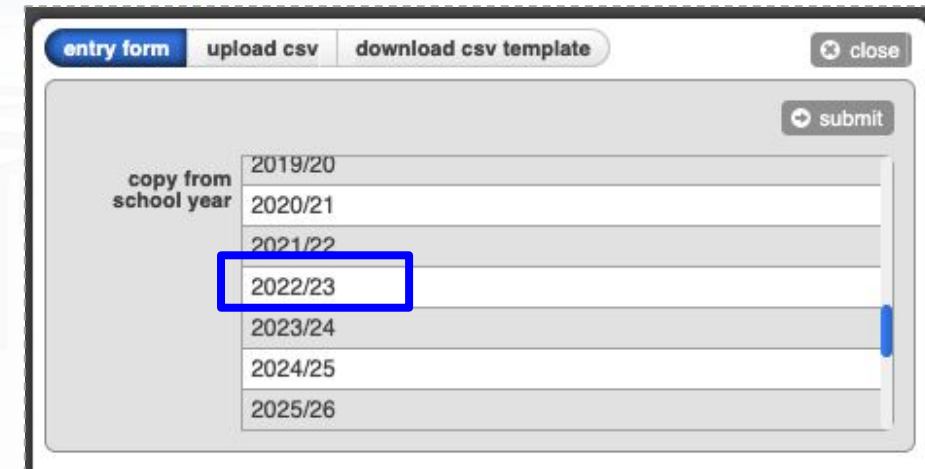 entry form upload csv download csv template close
submit
copy from
school year
2019/20
2020/21
2021/22
2022/23
2023/24
2024/25
2025/26